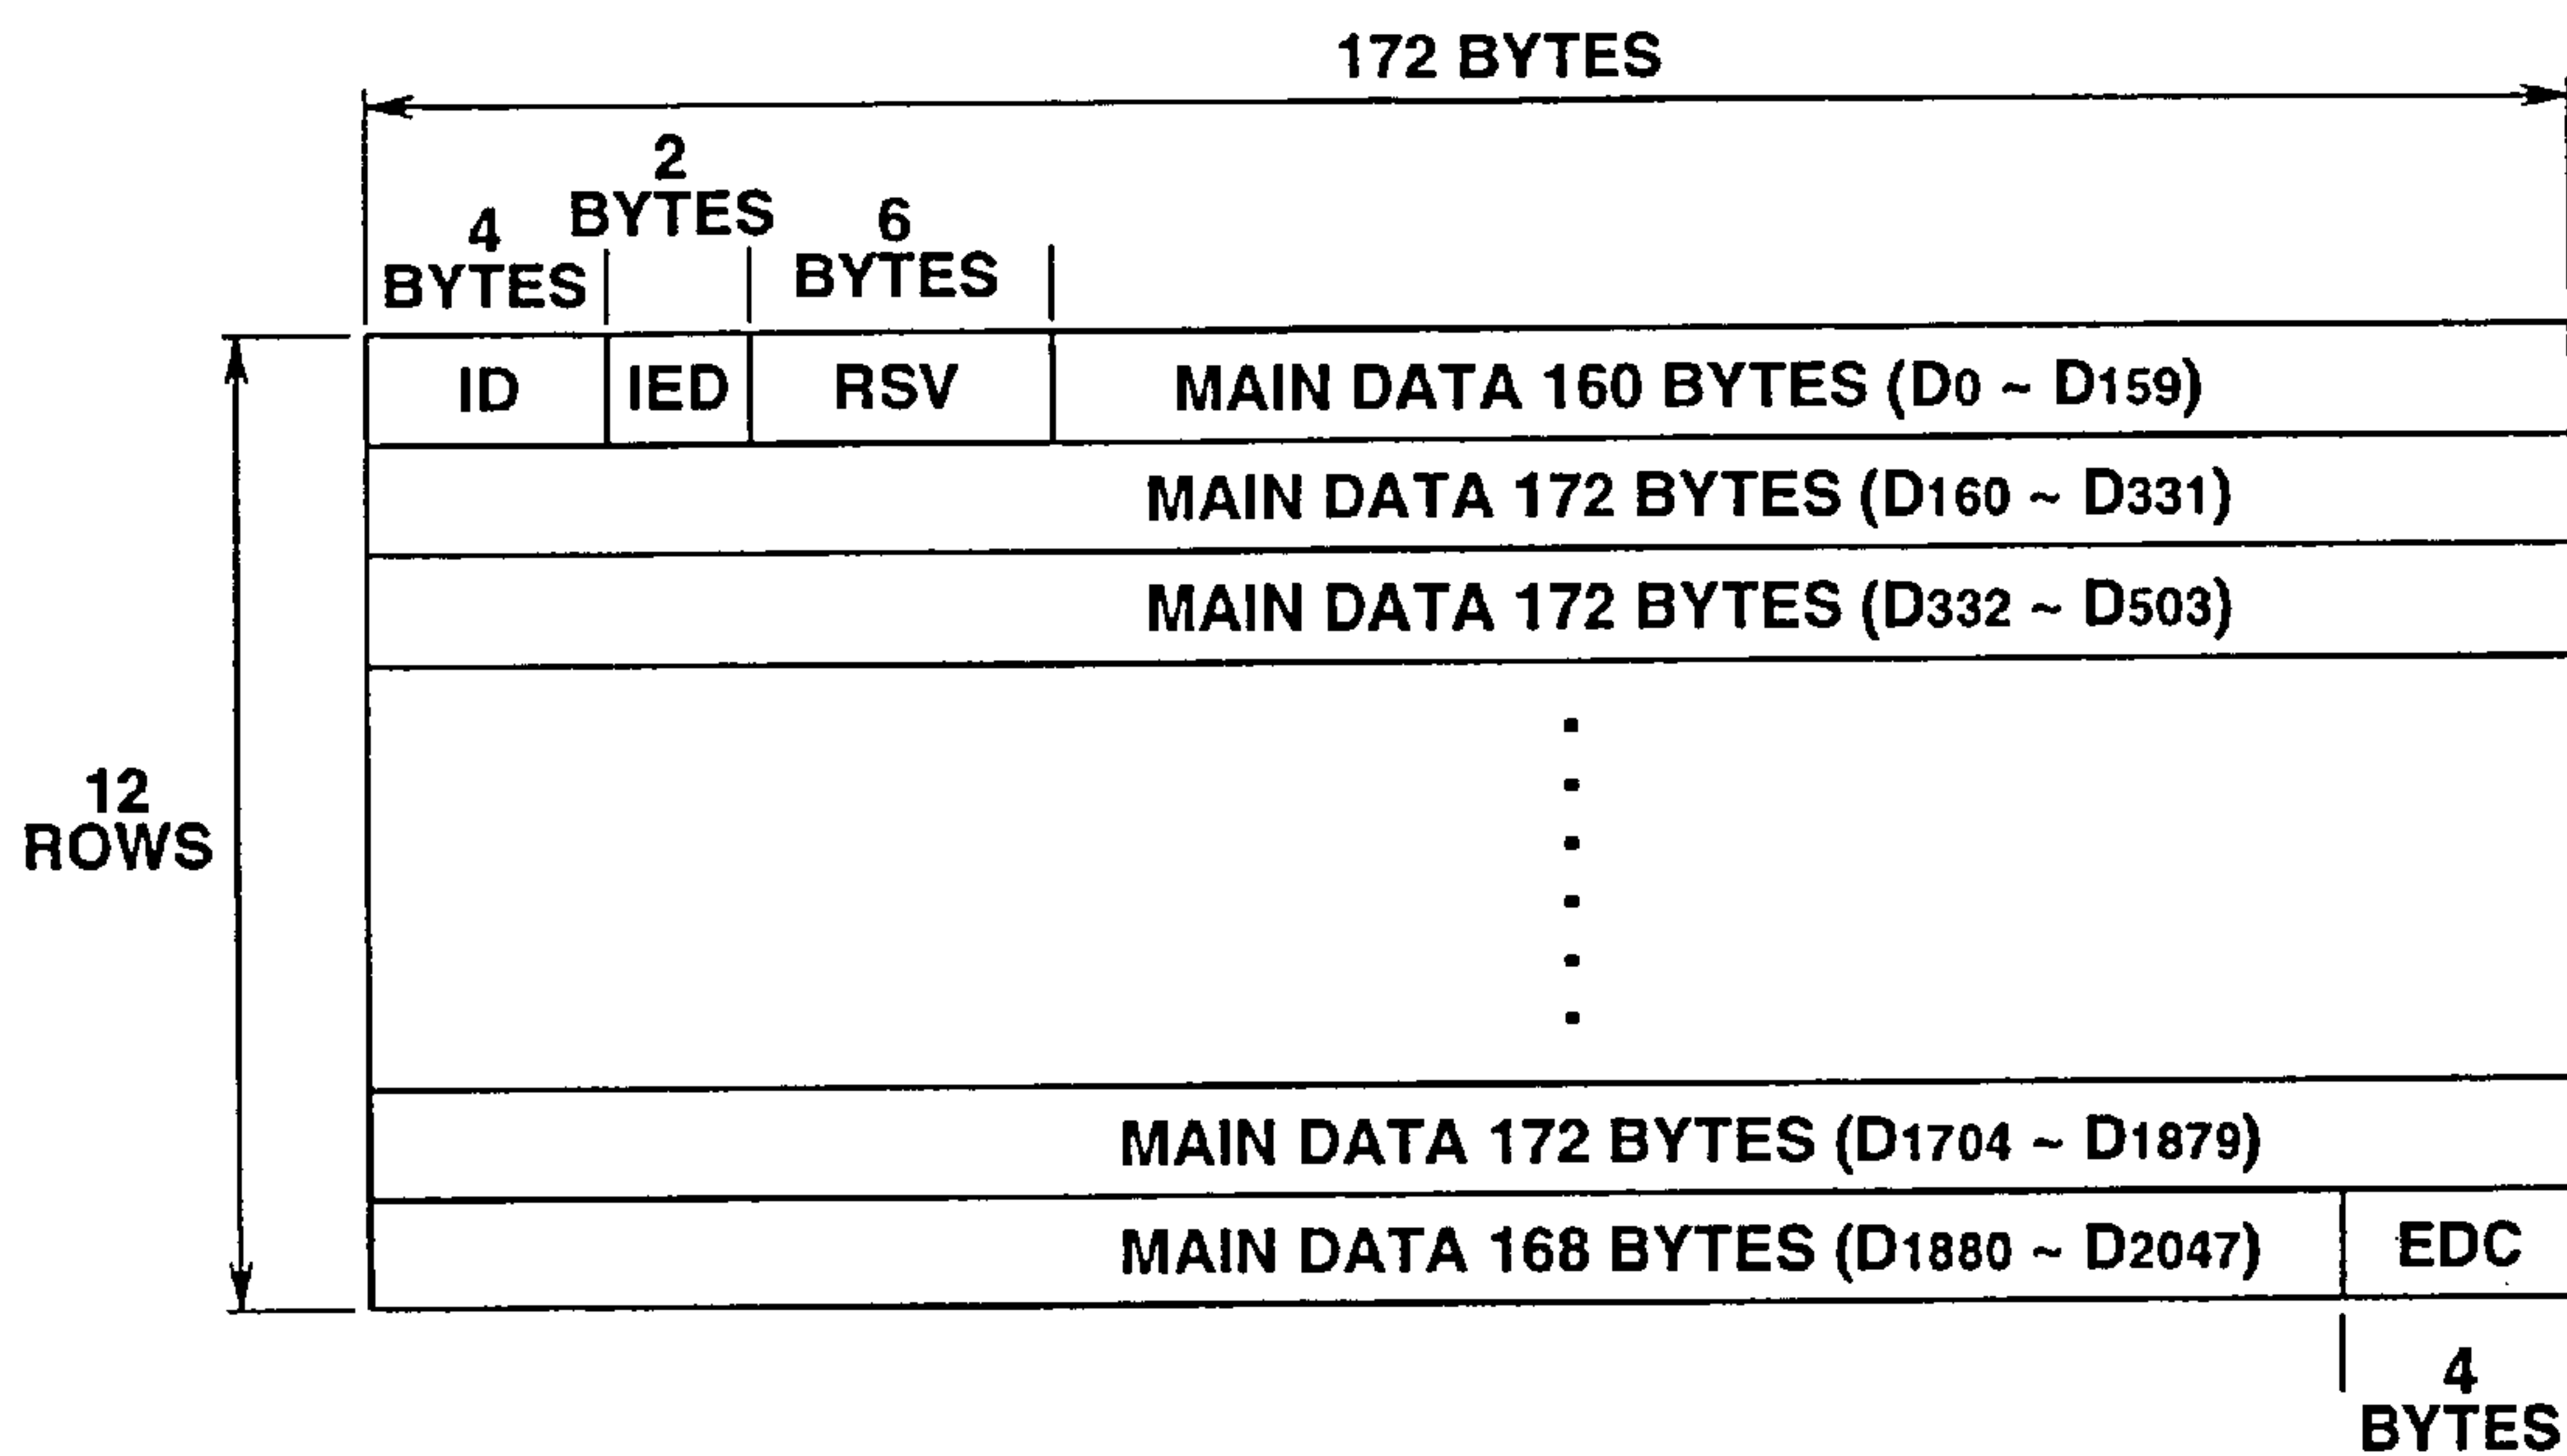 172 BYTES
2
BYTES
4
BYTES
6
BYTES
ID IED RSV MAIN DATA 160 BYTES (D0 ~ D159)
MAIN DATA 172 BYTES (D160 ~ D331)
MAIN DATA 172 BYTES (D332 ~ D503)
12
ROWS
MAIN DATA 172 BYTES (D1704 ~ D1879)
MAIN DATA 168 BYTES (D1880 ~ D2047) EDC
4
BYTES